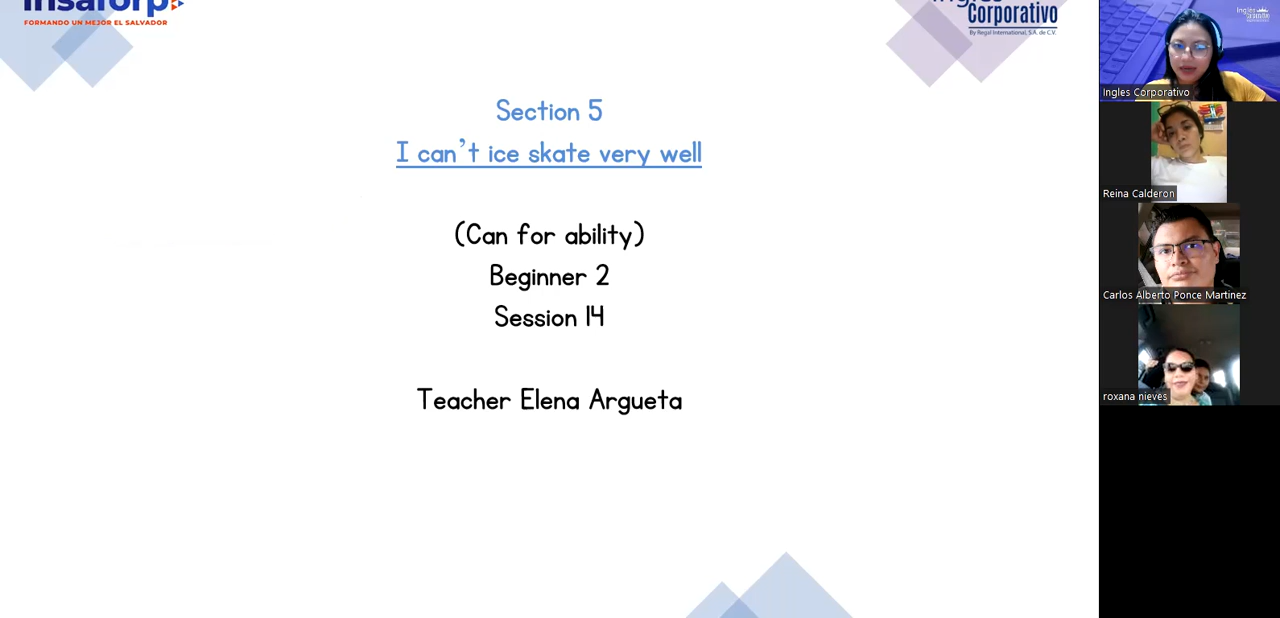 insaforp
FORMANDO UN MEJOR EL SALVADOR
Corporativo
By Regal International, S.A. de C.V.
Section 5
I can't ice skate very well
(Can for ability)
Beginner 2
Session 14
Teacher Elena Argueta
Ingles Corporativo
Reina Calderon
Carlos Alberto Ponce Martinez
roxana nieves